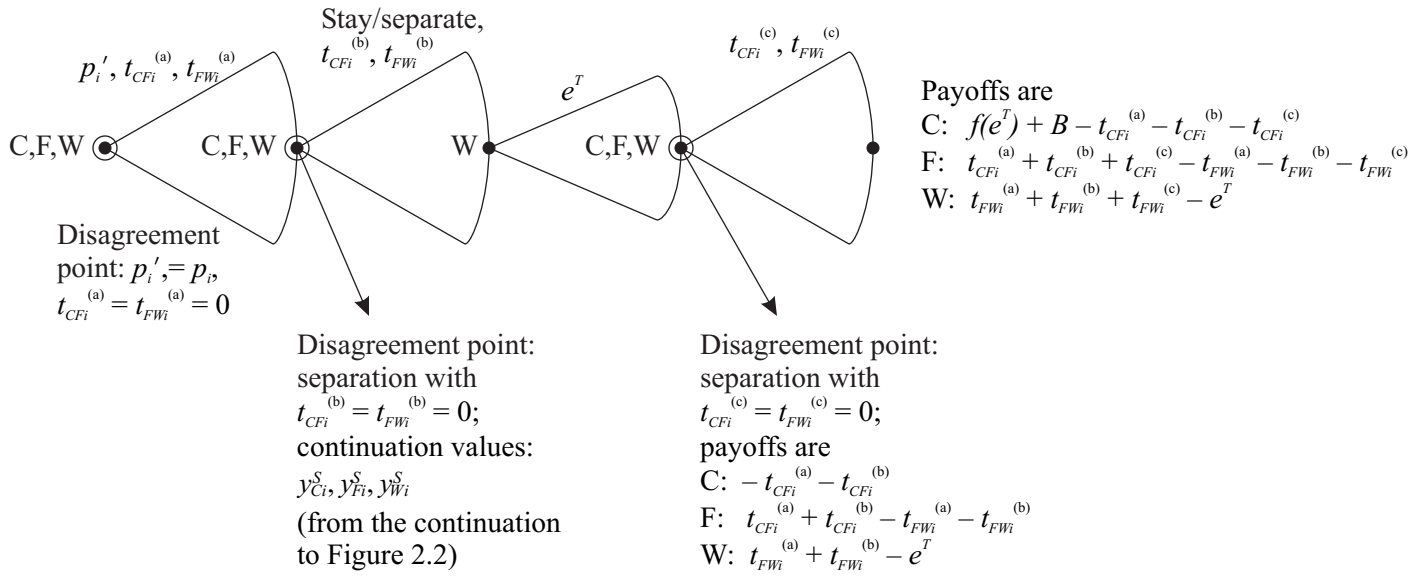 Stay/separate,
p_i′, t_CFi^(a), t_FWi^(a)
t_CFi^(b), t_FWi^(b)
e^T
t_CFi^(c), t_FWi^(c)
C,F,W
C,F,W
W
C,F,W
Payoffs are
C: f(e^T) + B – t_CFi^(a) – t_CFi^(b) – t_CFi^(c)
F: t_CFi^(a) + t_CFi^(b) + t_CFi^(c) – t_FWi^(a) – t_FWi^(b) – t_FWi^(c)
W: t_FWi^(a) + t_FWi^(b) + t_FWi^(c) – e^T
Disagreement
point: p_i′,= p_i,
t_CFi^(a) = t_FWi^(a) = 0
Disagreement point:
separation with
t_CFi^(b) = t_FWi^(b) = 0;
continuation values:
y_Ci^S, y_Fi^S, y_Wi^S
(from the continuation
to Figure 2.2)
Disagreement point:
separation with
t_CFi^(c) = t_FWi^(c) = 0;
payoffs are
C: – t_CFi^(a) – t_CFi^(b)
F: t_CFi^(a) + t_CFi^(b) – t_FWi^(a) – t_FWi^(b)
W: t_FWi^(a) + t_FWi^(b) – e^T